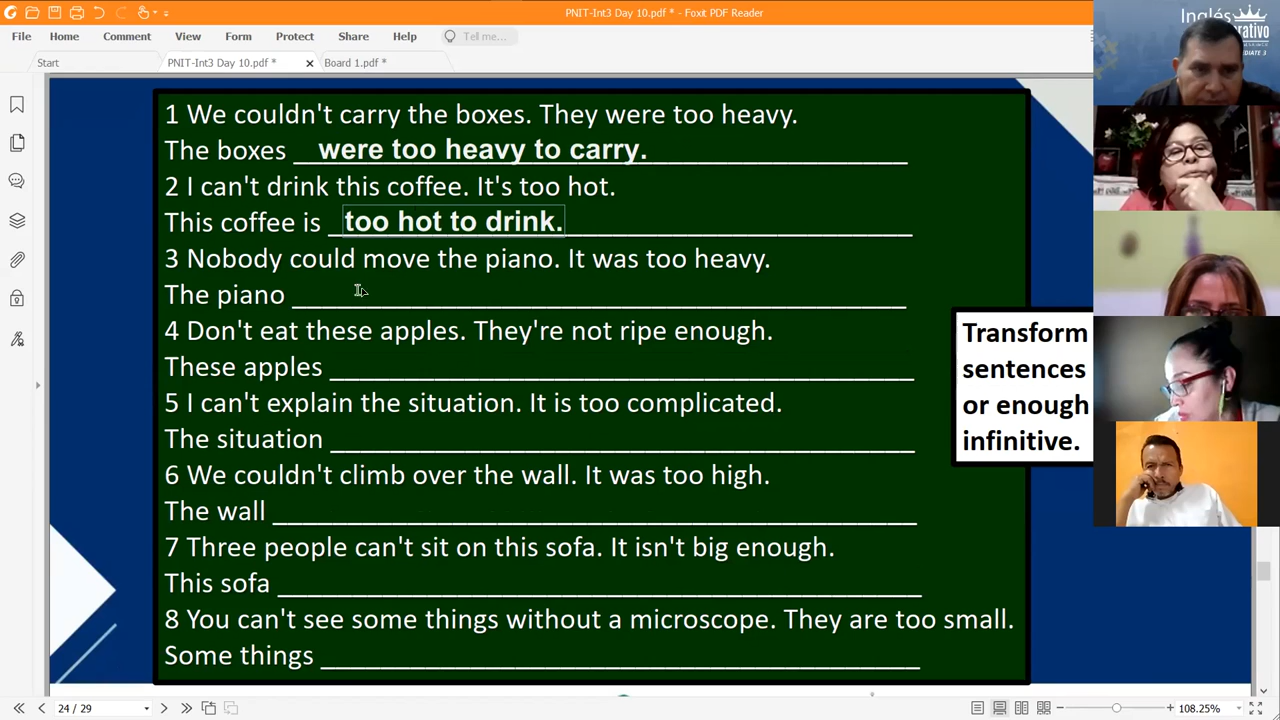 PNIT-Int3 Day 10.pdf * - Foxit PDF Reader
File Home Comment View Form Protect Share Help Tell me...
Start PNIT-Int3 Day 10.pdf * Board 1.pdf *
Inglés
1 We couldn't carry the boxes. They were too heavy.
The boxes were too heavy to carry.
2 I can't drink this coffee. It's too hot.
This coffee is too hot to drink.
3 Nobody could move the piano. It was too heavy.
The piano
4 Don't eat these apples. They're not ripe enough.
These apples
5 I can't explain the situation. It is too complicated.
The situation
6 We couldn't climb over the wall. It was too high.
The wall
7 Three people can't sit on this sofa. It isn't big enough.
This sofa
8 You can't see some things without a microscope. They are too small.
Some things
Transform
sentences
or enough
infinitive.
24 / 29
108.25%